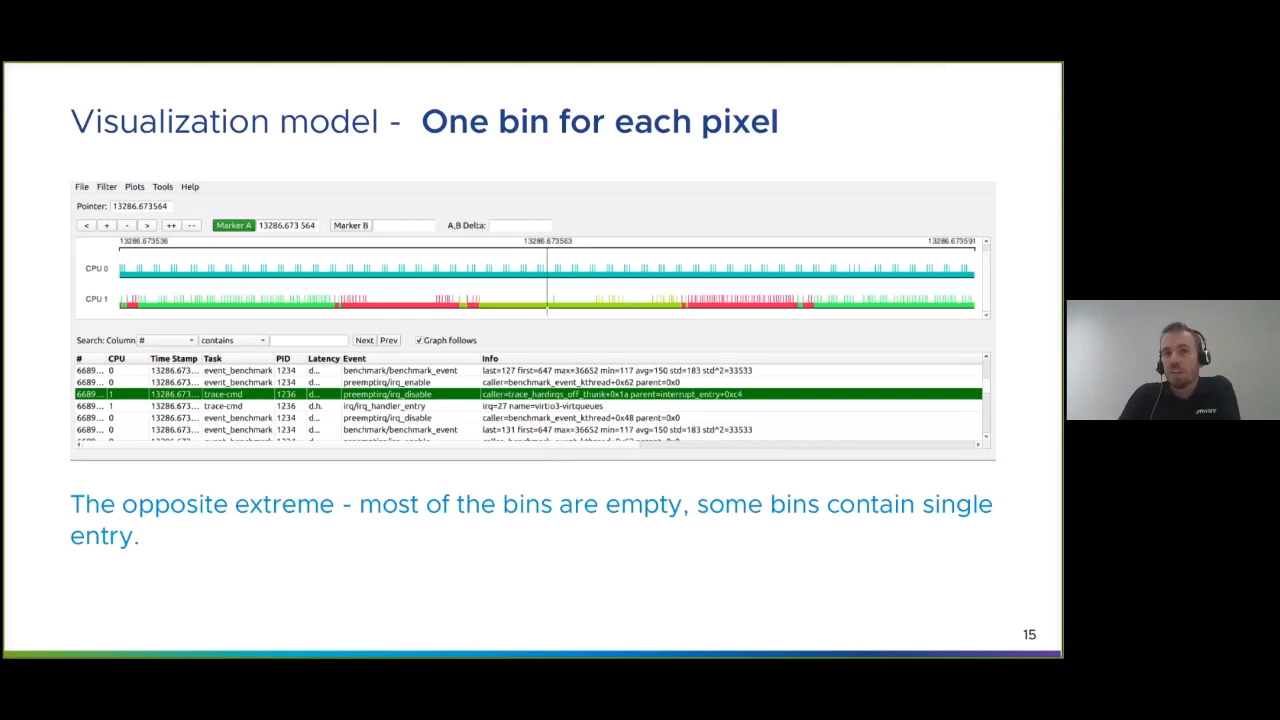 Visualization model - One bin for each pixel
File Filter Plots Tools Help
Pointer: 13286.673564
< + - > ++ -- Marker A 13286.673 564 Marker B A,B Delta:
13286.673536 13286.673563 13286.673591
CPU 0
CPU 1
Search: Column # contains Next Prev Graph follows
# CPU Time Stamp Task PID Latency Event Info
6689... 0 13286.673... event_benchmark 1234 d... benchmark/benchmark_event last=127 first=647 max=36652 min=117 avg=150 std=183 std^2=33533
6689... 0 13286.673... event_benchmark 1234 d... preemptirq/irq_enable caller=benchmark_event_kthread+0x62 parent=0x0
6689... 1 13286.673... trace-cmd 1236 d... preemptirq/irq_disable caller=trace_hardirqs_off_thunk+0x1a parent=interrupt_entry+0xc4
6689... 1 13286.673... trace-cmd 1236 d.h. irq/irq_handler_entry irq=27 name=virtio3-virtqueues
6689... 0 13286.673... event_benchmark 1234 d... preemptirq/irq_disable caller=benchmark_event_kthread+0x48 parent=0x0
6689... 0 13286.673... event_benchmark 1234 d... benchmark/benchmark_event last=131 first=647 max=36652 min=117 avg=150 std=183 std^2=33533
The opposite extreme - most of the bins are empty, some bins contain single
entry.
15
vmware